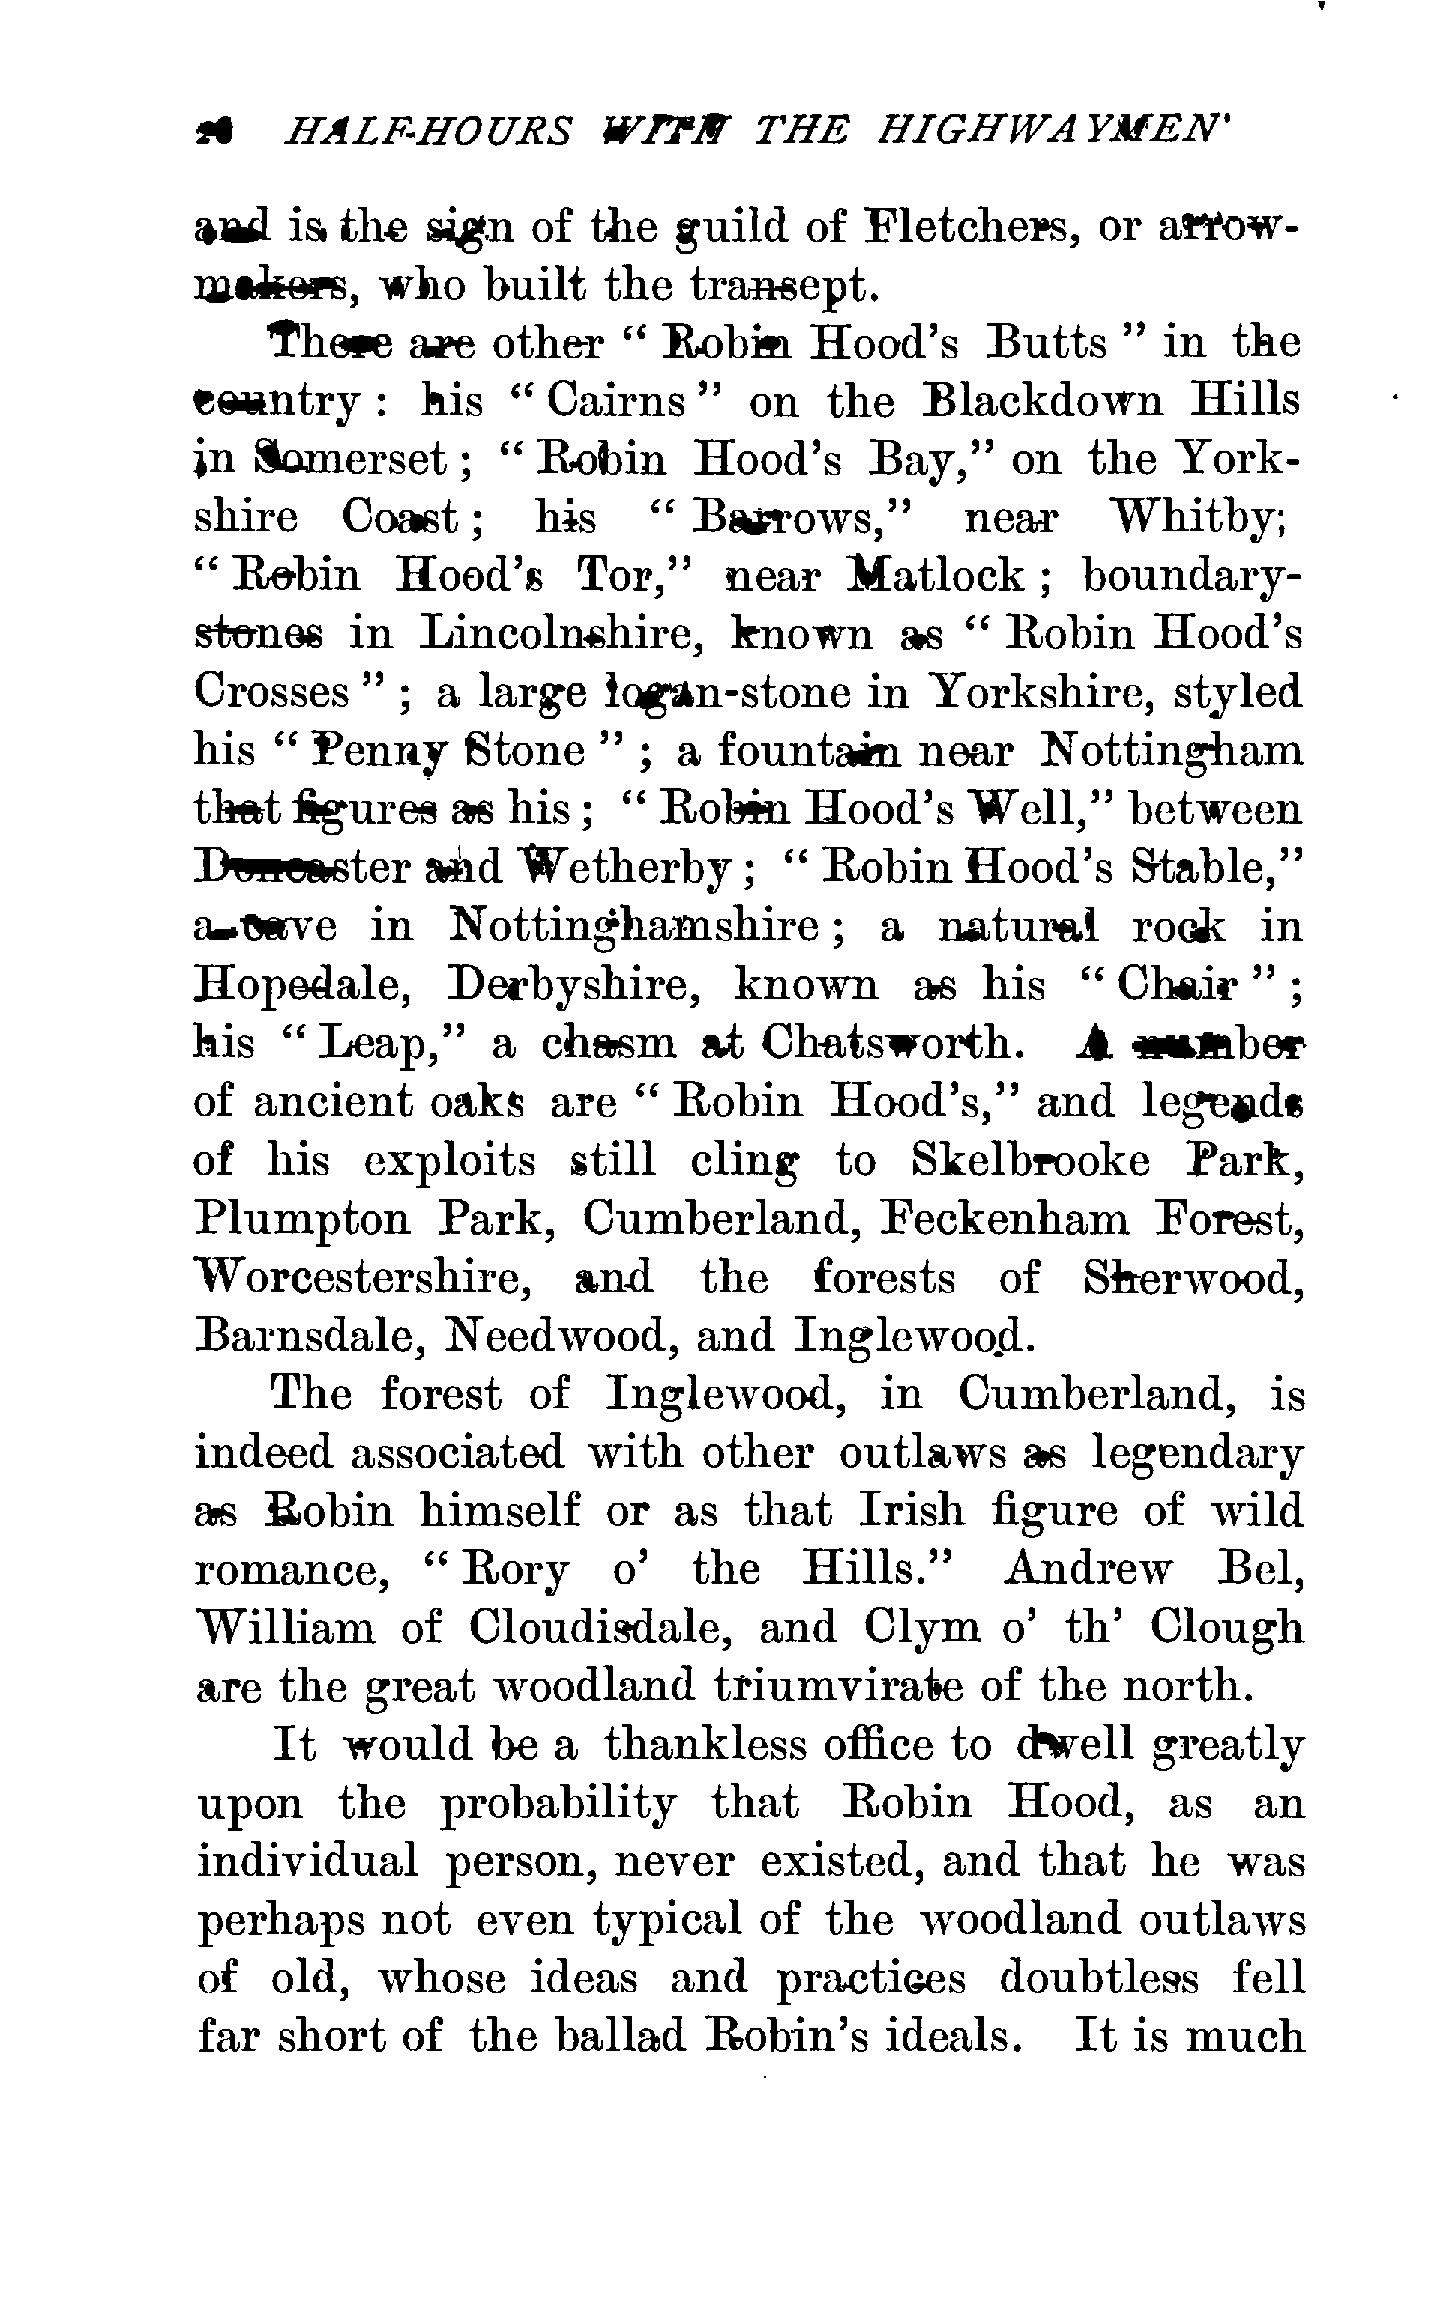 HALF-HOURS WITH THE HIGHWAYMEN
and is the sign of the guild of Fletchers, or arrow-
makers, who built the transept.
There are other “ Robin Hood’s Butts ” in the
country : his “ Cairns ” on the Blackdown Hills
in Somerset ; “ Robin Hood’s Bay,” on the York-
shire Coast ; his “ Barrows,” near Whitby;
“ Robin Hood’s Tor,” near Matlock ; boundary-
stones in Lincolnshire, known as “ Robin Hood’s
Crosses ” ; a large logan-stone in Yorkshire, styled
his “ Penny Stone ” ; a fountain near Nottingham
that figures as his ; “ Robin Hood’s Well,” between
Doncaster and Wetherby ; “ Robin Hood’s Stable,”
a cave in Nottinghamshire ; a natural rock in
Hopedale, Derbyshire, known as his “ Chair ” ;
his “ Leap,” a chasm at Chatsworth. A number
of ancient oaks are “ Robin Hood’s,” and legends
of his exploits still cling to Skelbrooke Park,
Plumpton Park, Cumberland, Feckenham Forest,
Worcestershire, and the forests of Sherwood,
Barnsdale, Needwood, and Inglewood.
The forest of Inglewood, in Cumberland, is
indeed associated with other outlaws as legendary
as Robin himself or as that Irish figure of wild
romance, “ Rory o’ the Hills.” Andrew Bel,
William of Cloudisdale, and Clym o’ th’ Clough
are the great woodland triumvirate of the north.
It would be a thankless office to dwell greatly
upon the probability that Robin Hood, as an
individual person, never existed, and that he was
perhaps not even typical of the woodland outlaws
of old, whose ideas and practices doubtless fell
far short of the ballad Robin’s ideals. It is much